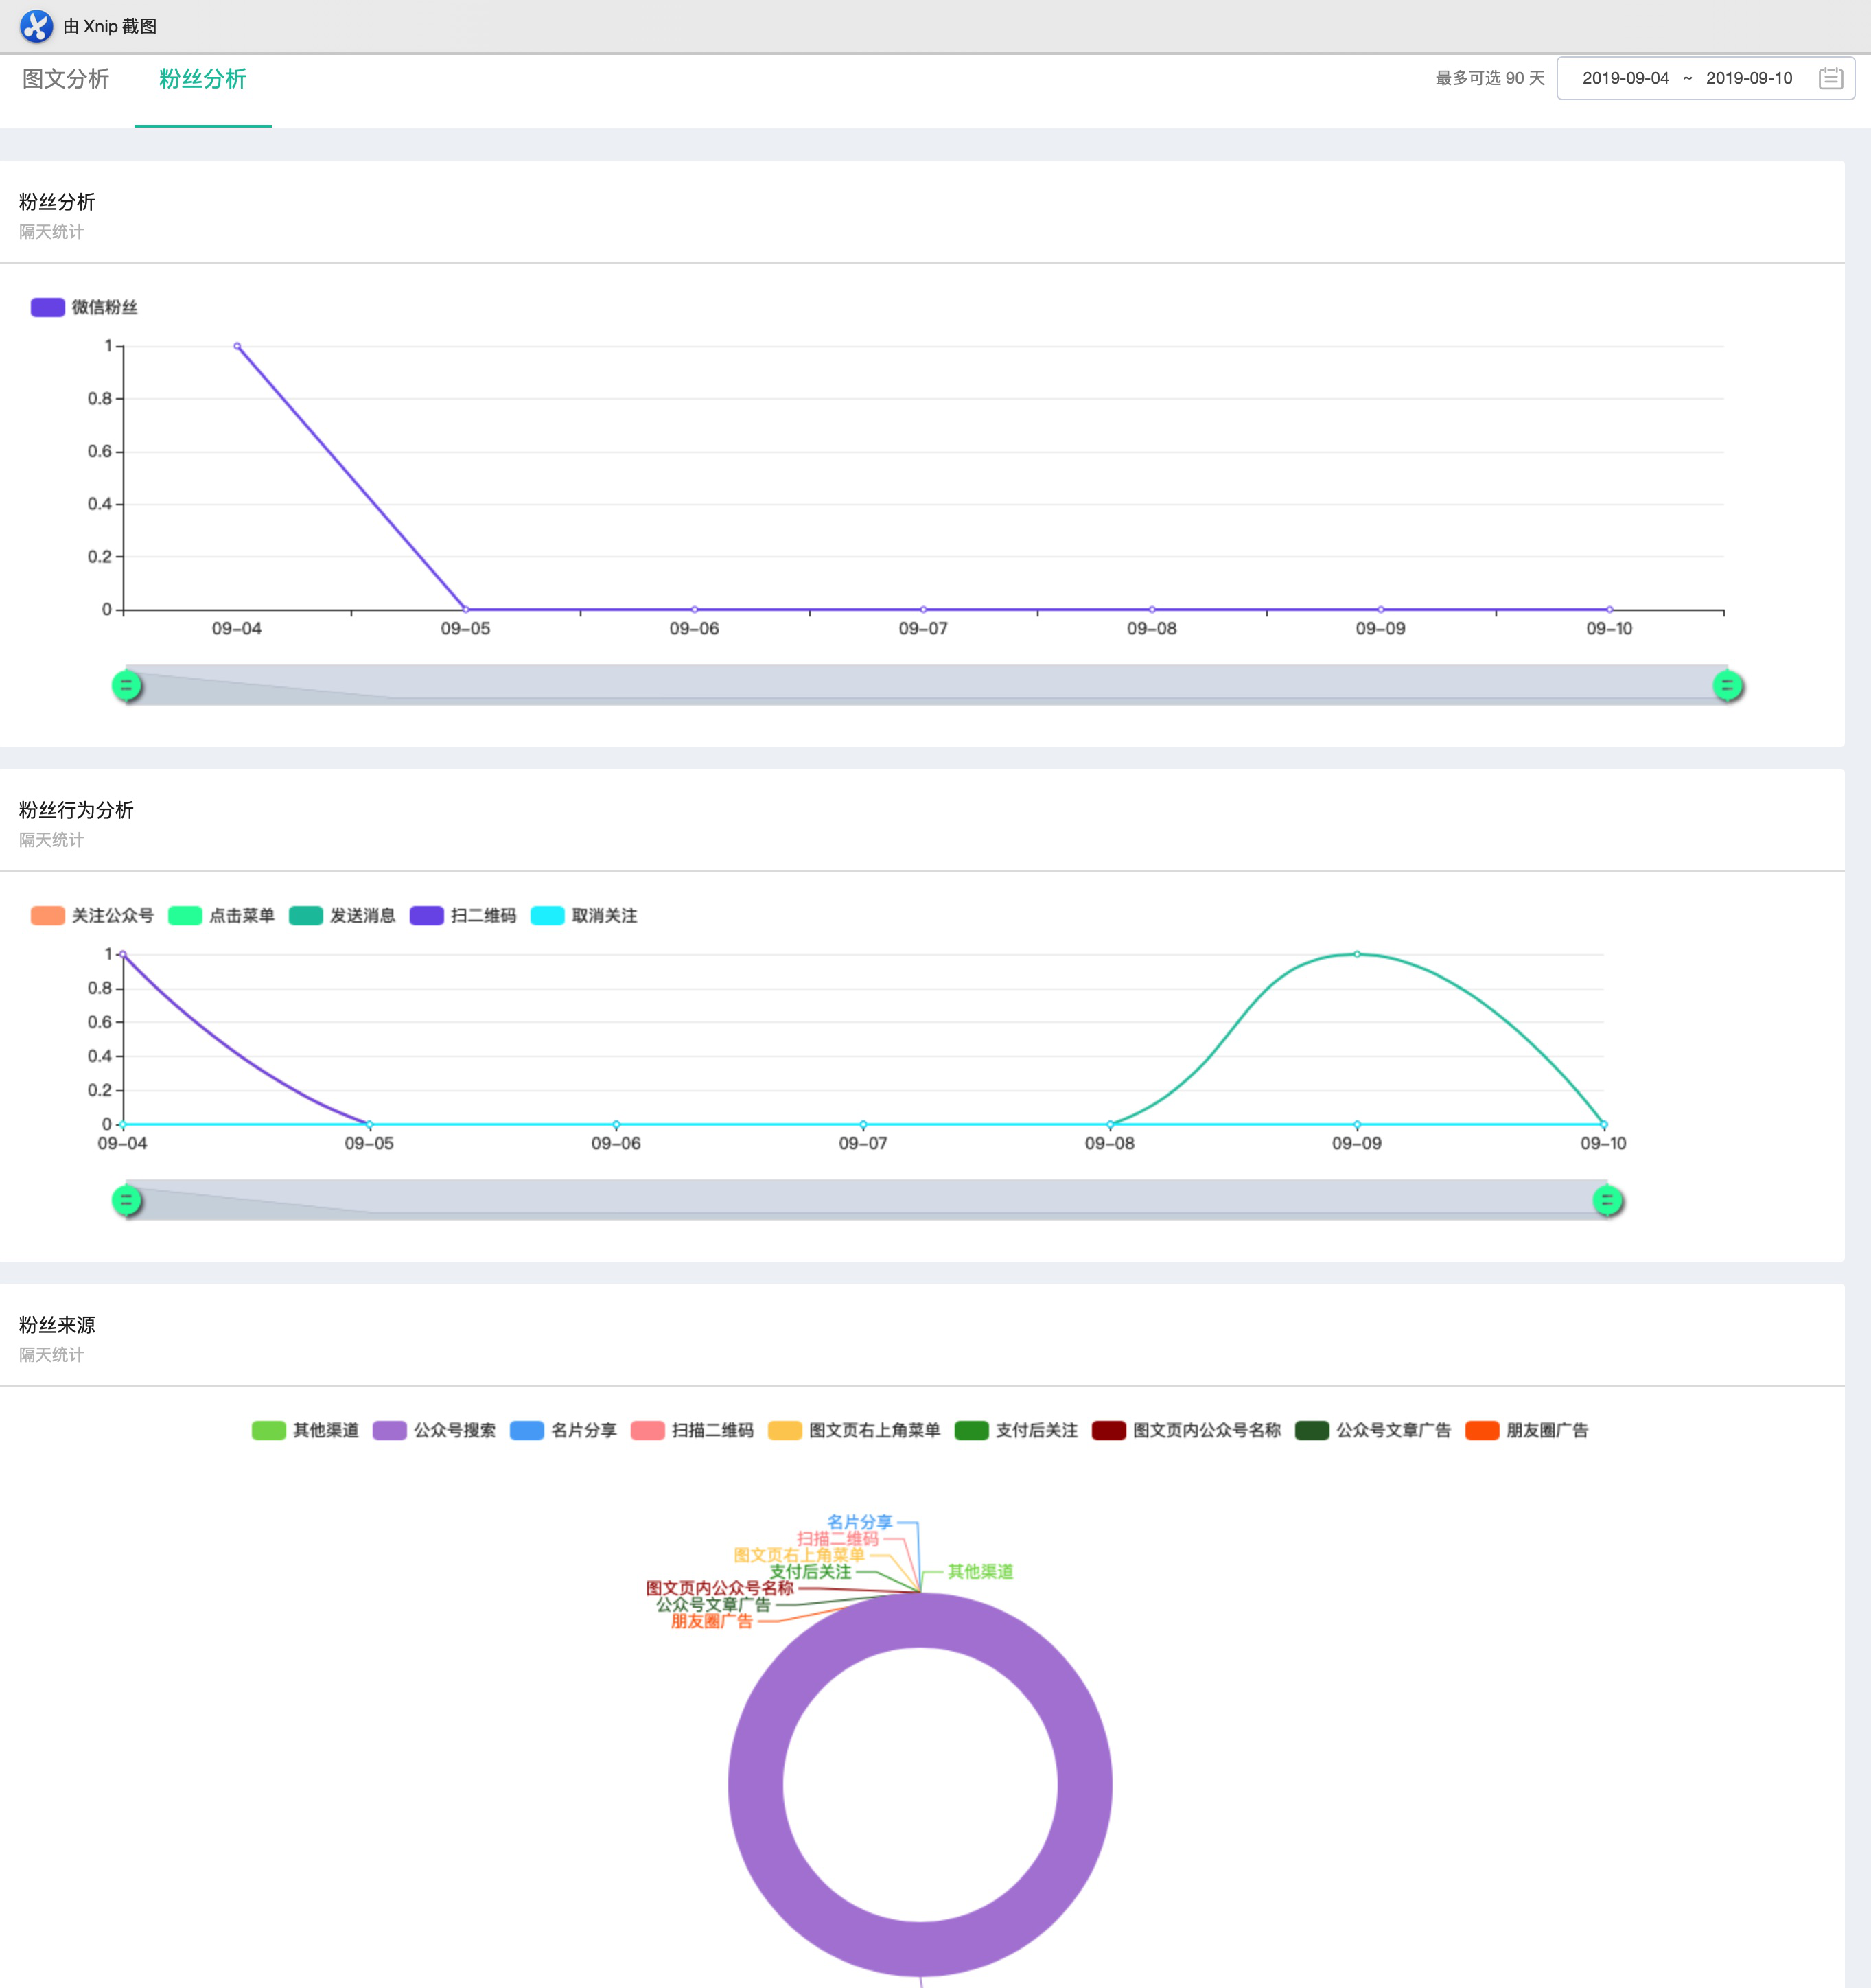 由 Xnip 截图
图文分析 粉丝分析 最多可选 90 天 2019-09-04 ~ 2019-09-10
粉丝分析
隔天统计
微信粉丝
1
0.8
0.6
0.4
0.2
0
09-04 09-05 09-06 09-07 09-08 09-09 09-10
粉丝行为分析
隔天统计
关注公众号 点击菜单 发送消息 扫二维码 取消关注
1
0.8
0.6
0.4
0.2
0
09-04 09-05 09-06 09-07 09-08 09-09 09-10
粉丝来源
隔天统计
其他渠道 公众号搜索 名片分享 扫描二维码 图文页右上角菜单 支付后关注 图文页内公众号名称 公众号文章广告 朋友圈广告
名片分享
扫描二维码
图文页右上角菜单
支付后关注 其他渠道
图文页内公众号名称
公众号文章广告
朋友圈广告